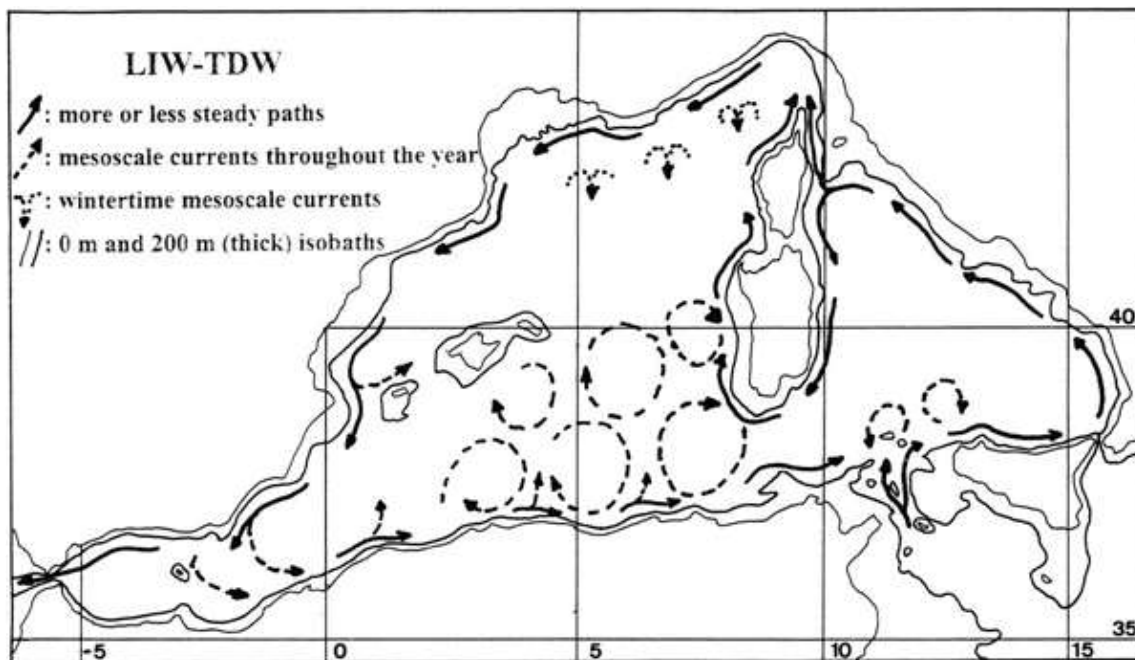 LIW-TDW
: more or less steady paths
: mesoscale currents throughout the year
: wintertime mesoscale currents
: 0 m and 200 m (thick) isobaths
40
35
-5
0
5
10
15